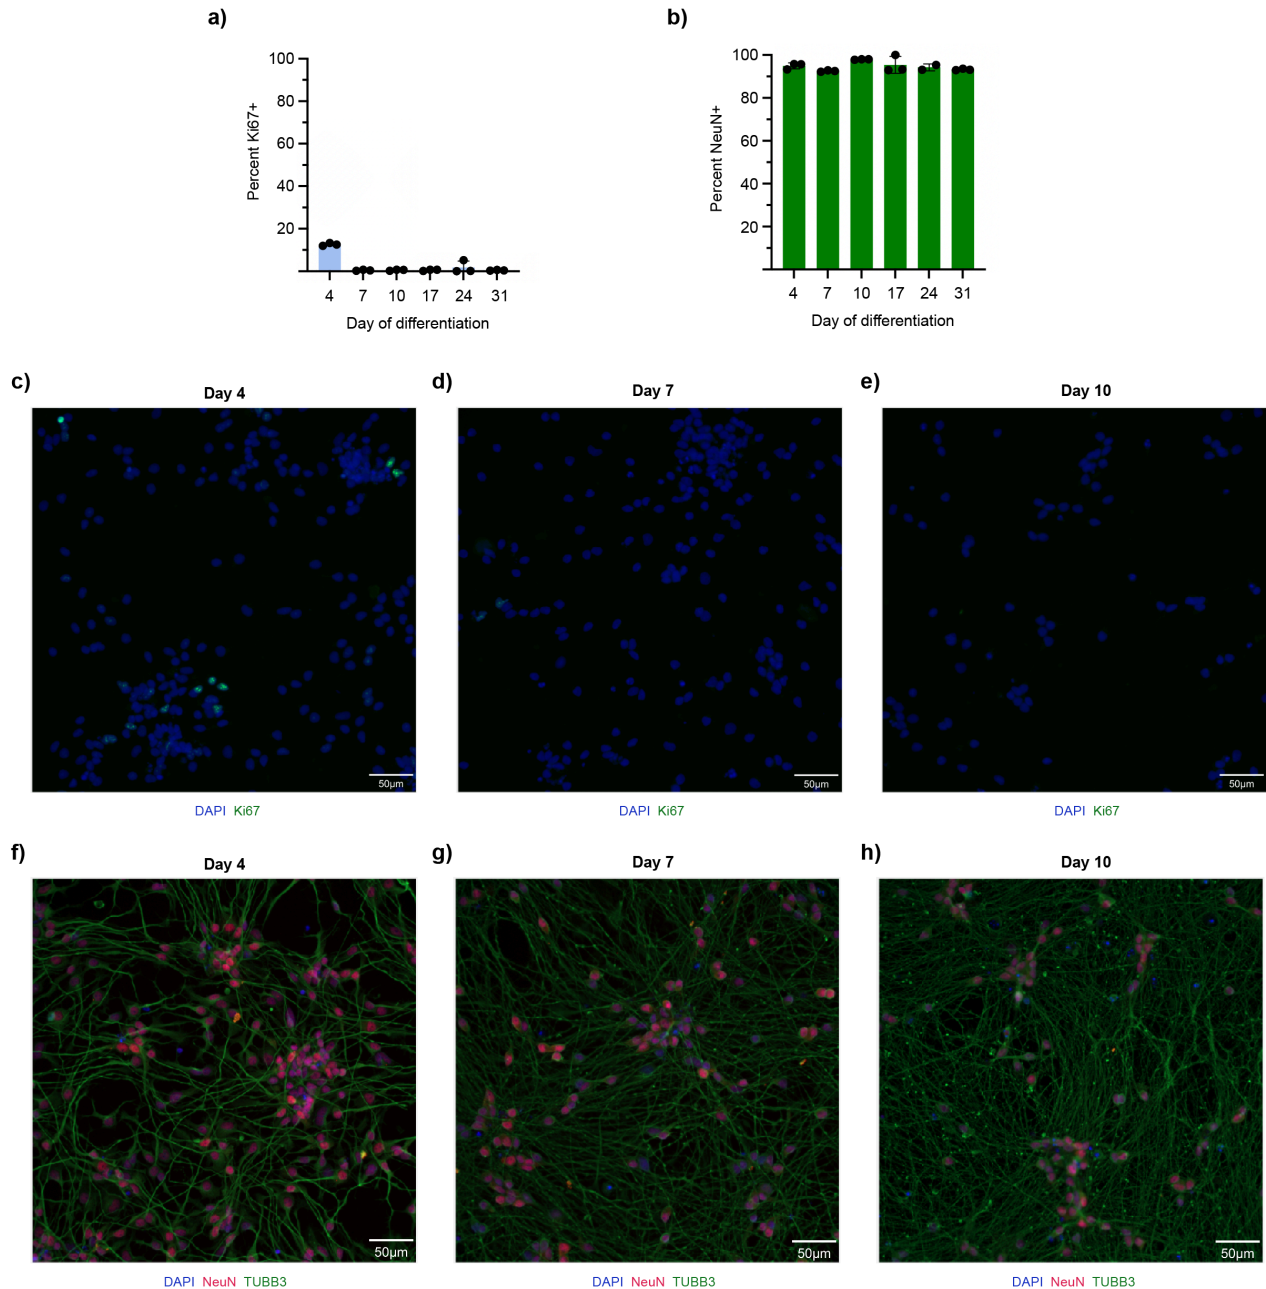 a)
b)
Percent Ki67+
100
80
60
40
20
4 7 10 17 24 31
Day of differentiation
Percent NeuN+
100
80
60
40
20
4 7 10 17 24 31
Day of differentiation
c)
Day 4
50μm
DAPI Ki67
d)
Day 7
50μm
DAPI Ki67
e)
Day 10
50μm
DAPI Ki67
f)
Day 4
50μm
DAPI NeuN TUBB3
g)
Day 7
50μm
DAPI NeuN TUBB3
h)
Day 10
50μm
DAPI NeuN TUBB3